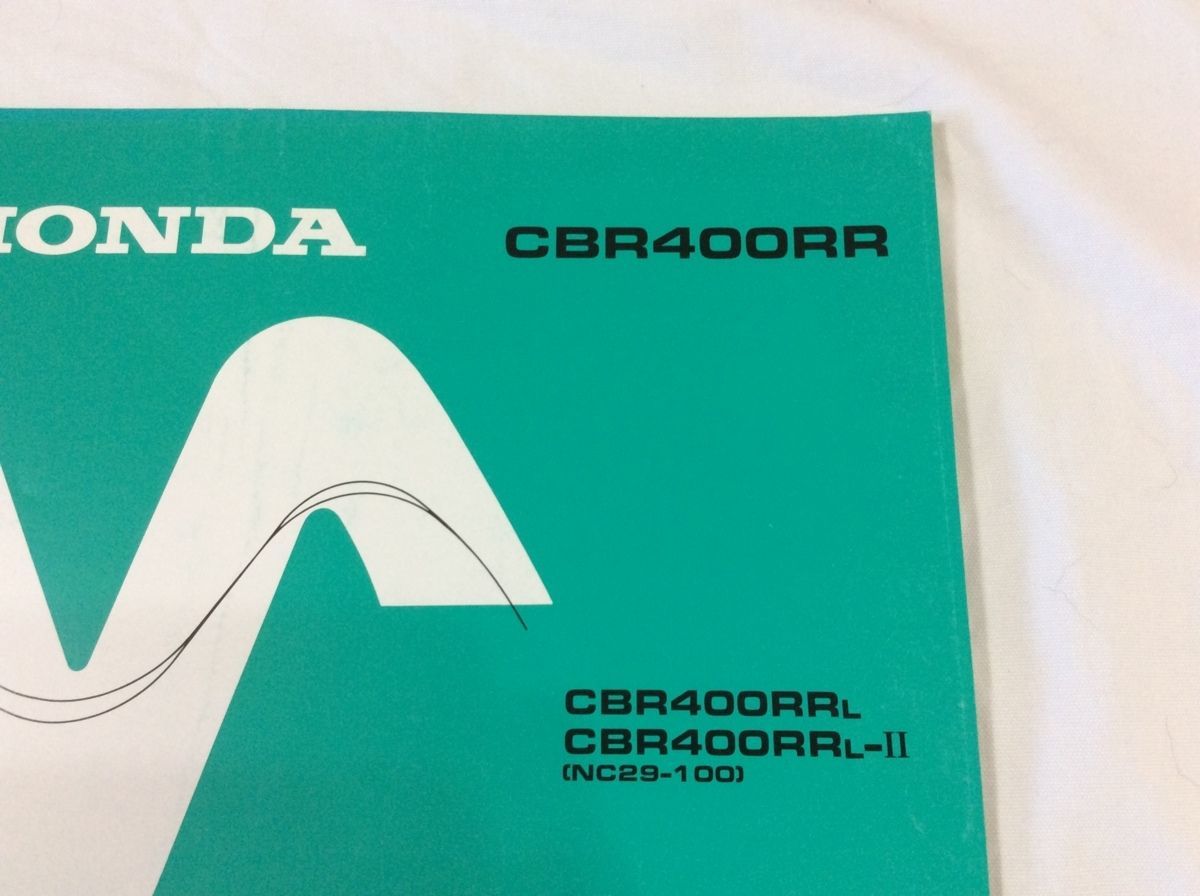 HONDA
CBR400RR
CBR400RRL
CBR400RRL-II
(NC29-100)